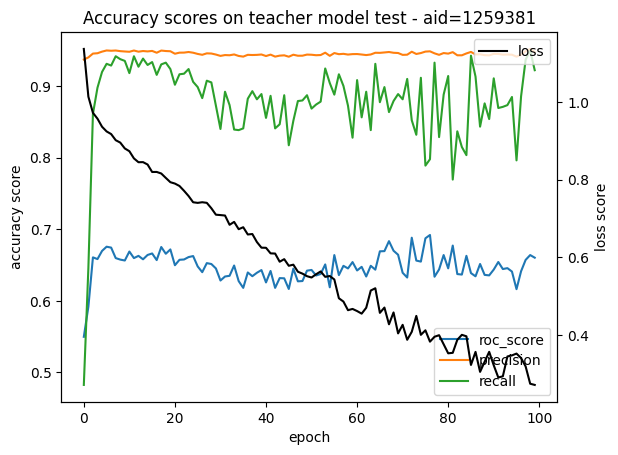 Accuracy scores on teacher model test - aid=1259381
loss
0.9
0.8
0.7
0.6
0.5
accuracy score
1.0
0.8
0.6
0.4
loss score
roc_score
precision
recall
0 20 40 60 80 100
epoch